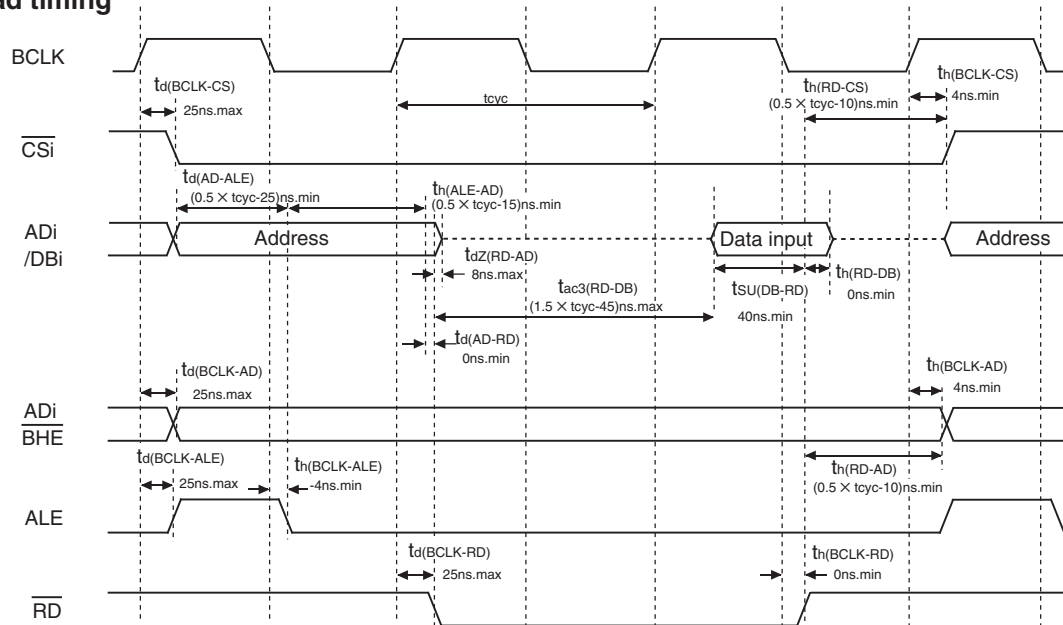 ad timing
BCLK
td(BCLK-CS)
25ns.max
tcyc
th(RD-CS)
(0.5 × tcyc-10)ns.min
th(BCLK-CS)
4ns.min
CSi
td(AD-ALE)
(0.5 × tcyc-25)ns.min
th(ALE-AD)
(0.5 × tcyc-15)ns.min
ADi
/DBi
Address
Data input
Address
tdZ(RD-AD)
8ns.max
tac3(RD-DB)
(1.5 × tcyc-45)ns.max
tSU(DB-RD)
40ns.min
th(RD-DB)
0ns.min
td(AD-RD)
0ns.min
td(BCLK-AD)
25ns.max
th(BCLK-AD)
4ns.min
ADi
BHE
td(BCLK-ALE)
25ns.max
th(BCLK-ALE)
-4ns.min
th(RD-AD)
(0.5 × tcyc-10)ns.min
ALE
td(BCLK-RD)
25ns.max
th(BCLK-RD)
0ns.min
RD